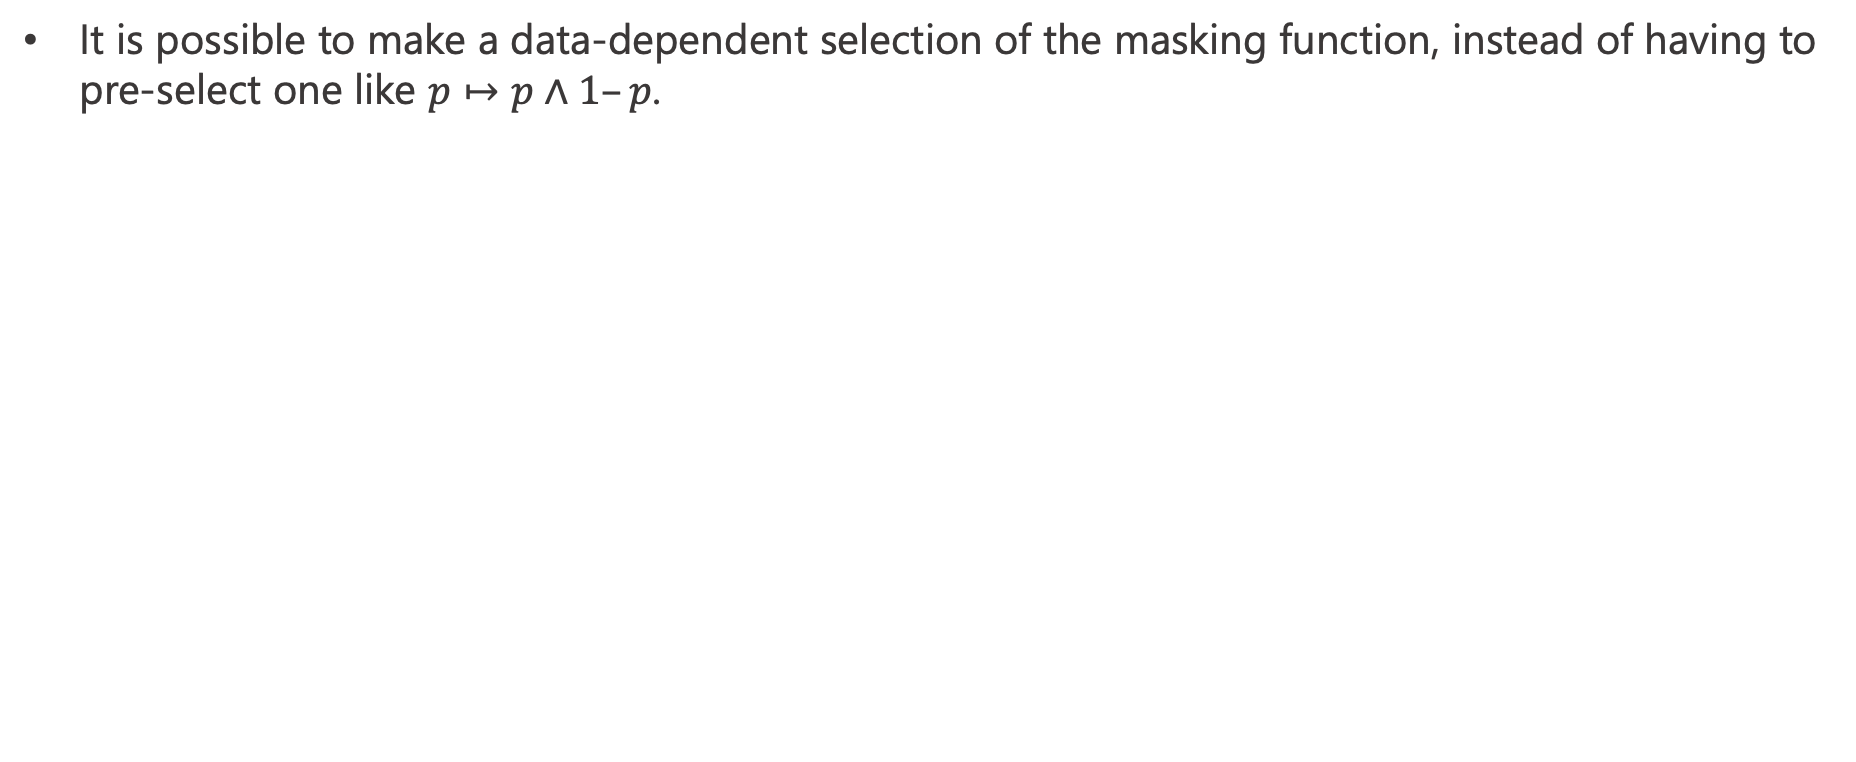 • It is possible to make a data-dependent selection of the masking function, instead of having to
pre-select one like p ↦ p ∧ 1−p.